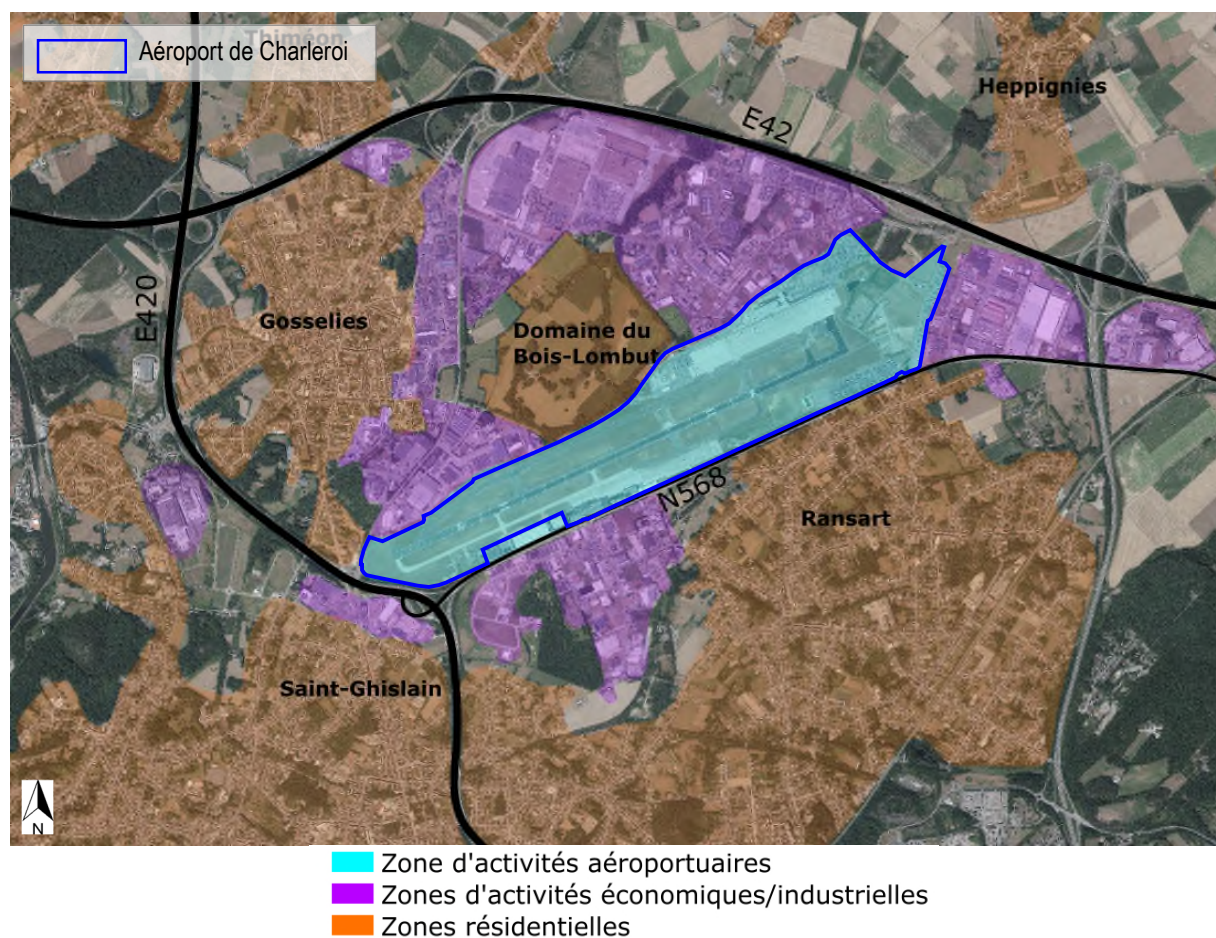 Thiméon
Aéroport de Charleroi
Heppignies
E42
E420
Gosselies
Domaine du
Bois-Lombut
N568
Ransart
Saint-Ghislain
N
Zone d'activités aéroportuaires
Zones d'activités économiques/industrielles
Zones résidentielles